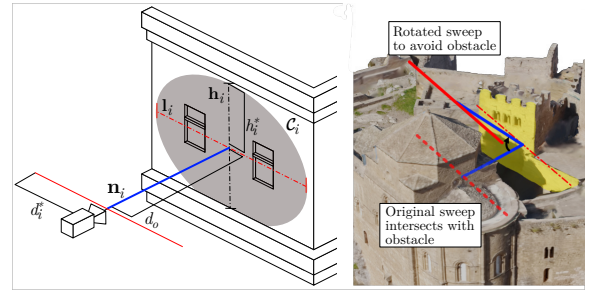 h_i
l_i
h_i^*
C_i
n_i
d_i^*
d_o
Rotated sweep
to avoid obstacle
Original sweep
intersects with
obstacle